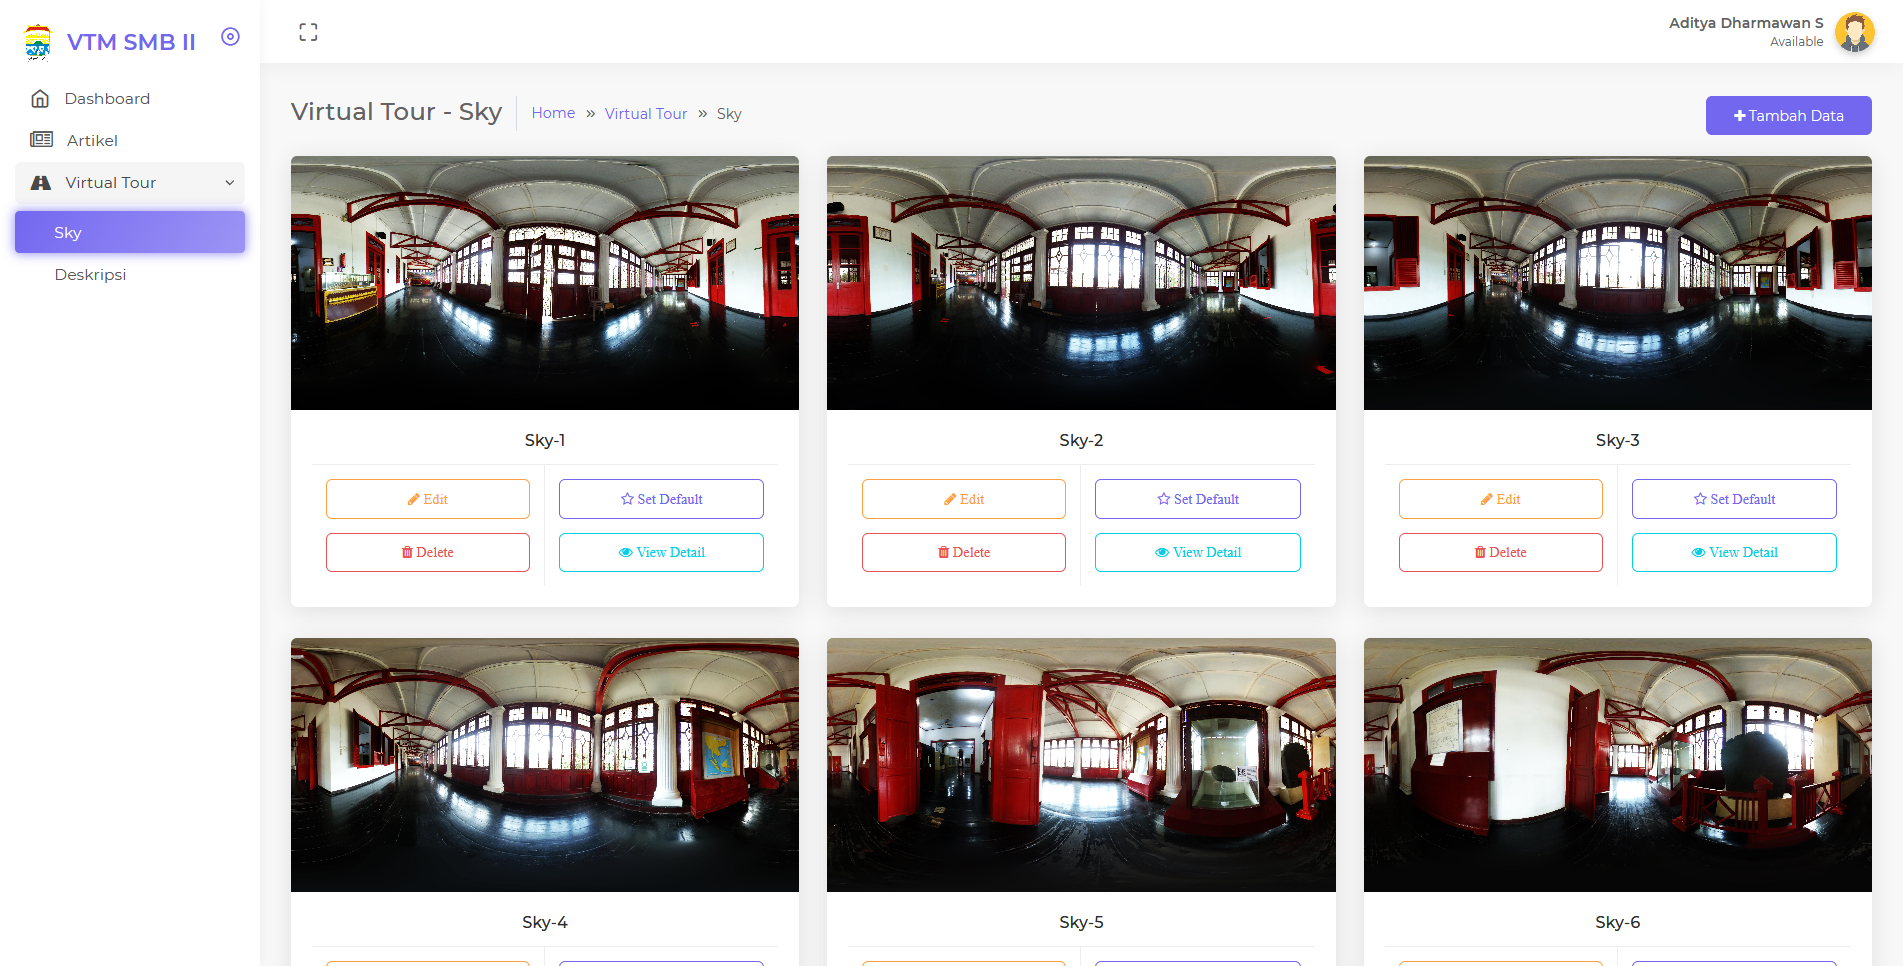 VTM SMB II
Dashboard
Artikel
Virtual Tour
Sky
Deskripsi
Aditya Dharmawan S
Available
Virtual Tour - Sky
Home » Virtual Tour » Sky
Tambah Data
Sky-1
Edit
Set Default
Delete
View Detail
Sky-2
Edit
Set Default
Delete
View Detail
Sky-3
Edit
Set Default
Delete
View Detail
Sky-4
Sky-5
Sky-6